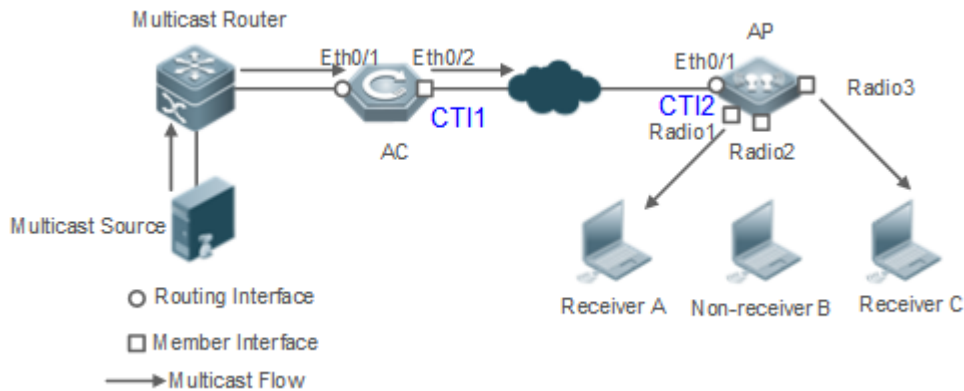 Multicast Router
AP
Eth0/1
Eth0/2
Eth0/1
Radio3
CTI1
CTI2
Radio1
AC
Radio2
Multicast Source
Routing Interface
Receiver A
Non-receiver B
Receiver C
Member Interface
Multicast Flow